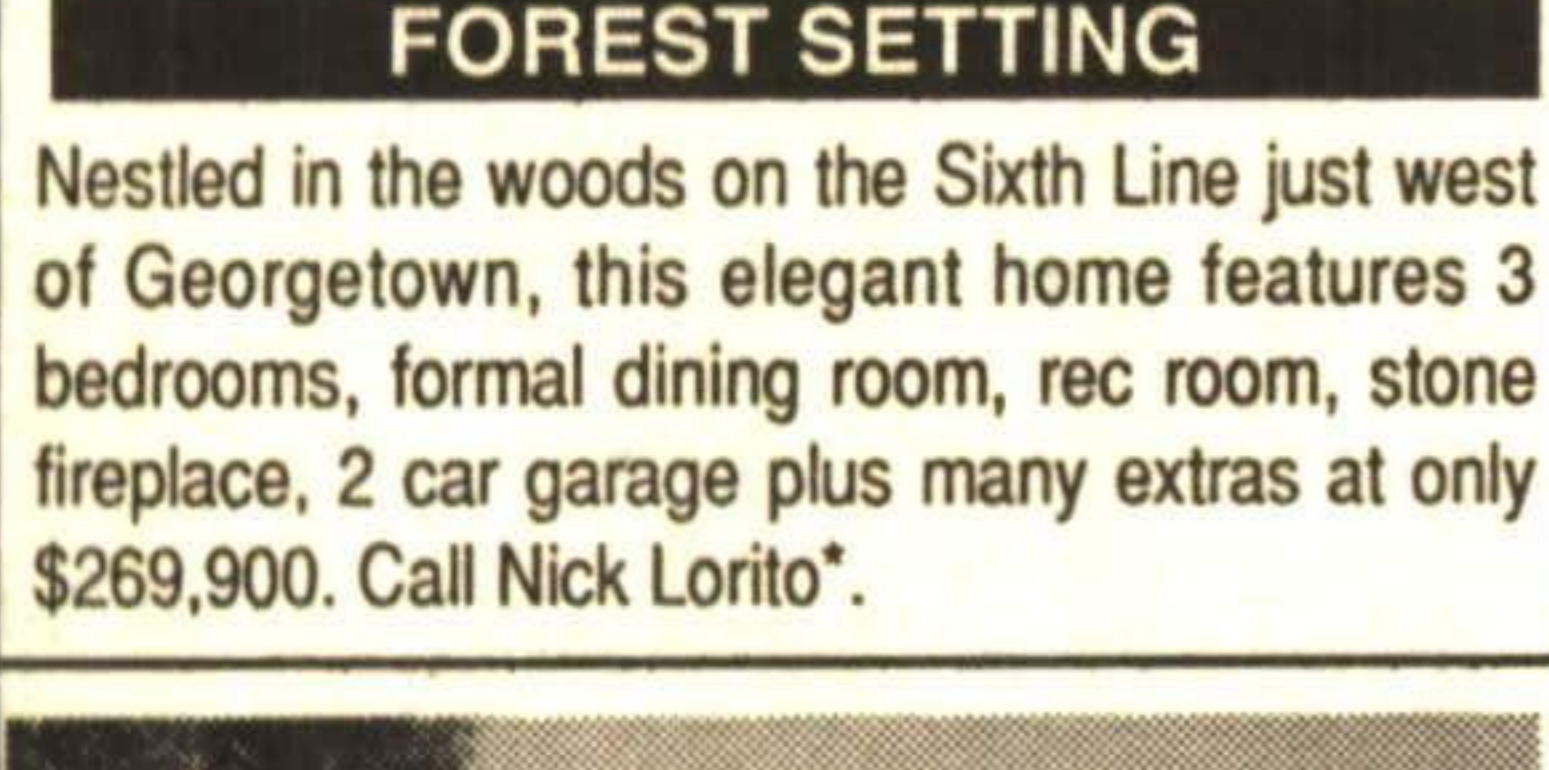 FOREST SETTING
Nestled in the woods on the Sixth Line just west
of Georgetown, this elegant home features 3
bedrooms, formal dining room, rec room, stone
fireplace, 2 car garage plus many extras at only
$269,900. Call Nick Lorito*.